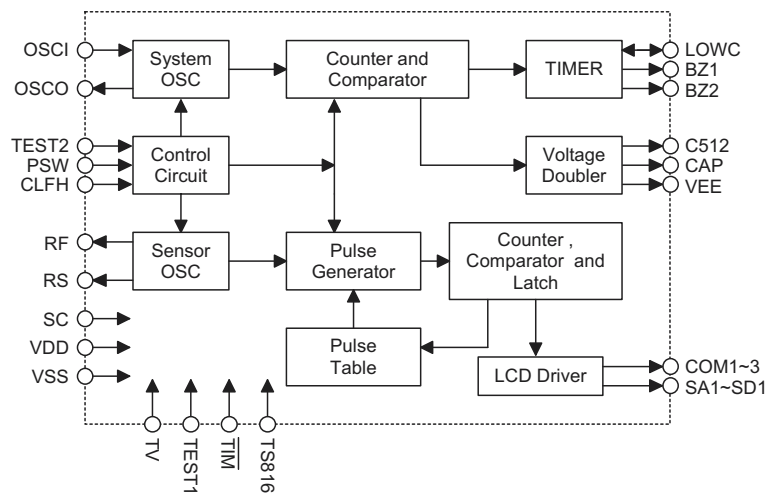 OSCI
OSCO
TEST2
PSW
CLFH
RF
RS
SC
VDD
VSS
System
OSC
Control
Circuit
Sensor
OSC
Counter and
Comparator
Pulse
Generator
Pulse
Table
TIMER
Voltage
Doubler
Counter ,
Comparator and
Latch
LCD Driver
LOWC
BZ1
BZ2
C512
CAP
VEE
COM1~3
SA1~SD1
TV
TEST1
TIM
TS816